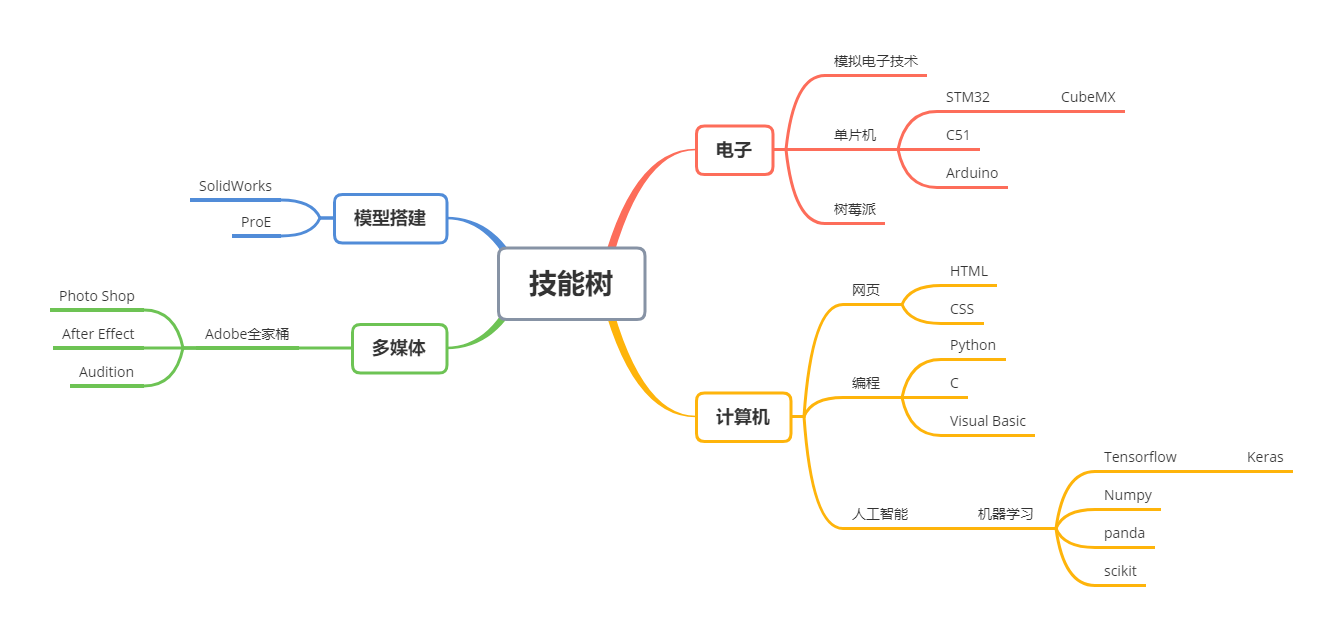 技能树
电子
模拟电子技术
单片机
STM32
CubeMX
C51
Arduino
树莓派
计算机
网页
HTML
CSS
编程
Python
C
Visual Basic
人工智能
机器学习
Tensorflow
Keras
Numpy
panda
scikit
模型搭建
SolidWorks
ProE
多媒体
Adobe全家桶
Photo Shop
After Effect
Audition